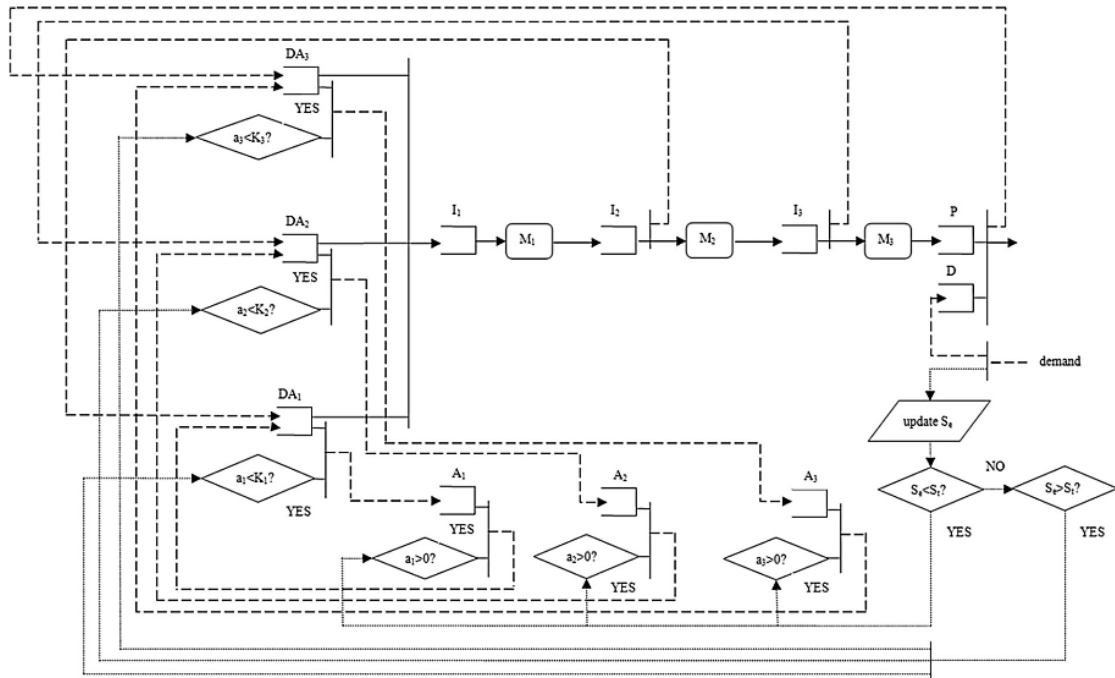 DA₃
YES
a₃<K₃?
DA₂
I₁
I₂
I₃
P
M₁
M₂
M₃
YES
D
a₂<K₂?
demand
DA₁
update Sₑ
a₁<K₁?
A₁
A₂
A₃
Sₑ<Sₜ?
NO
Sₑ>Sₜ?
YES
YES
a₁>0?
a₂>0?
a₃>0?
YES
YES
YES
YES